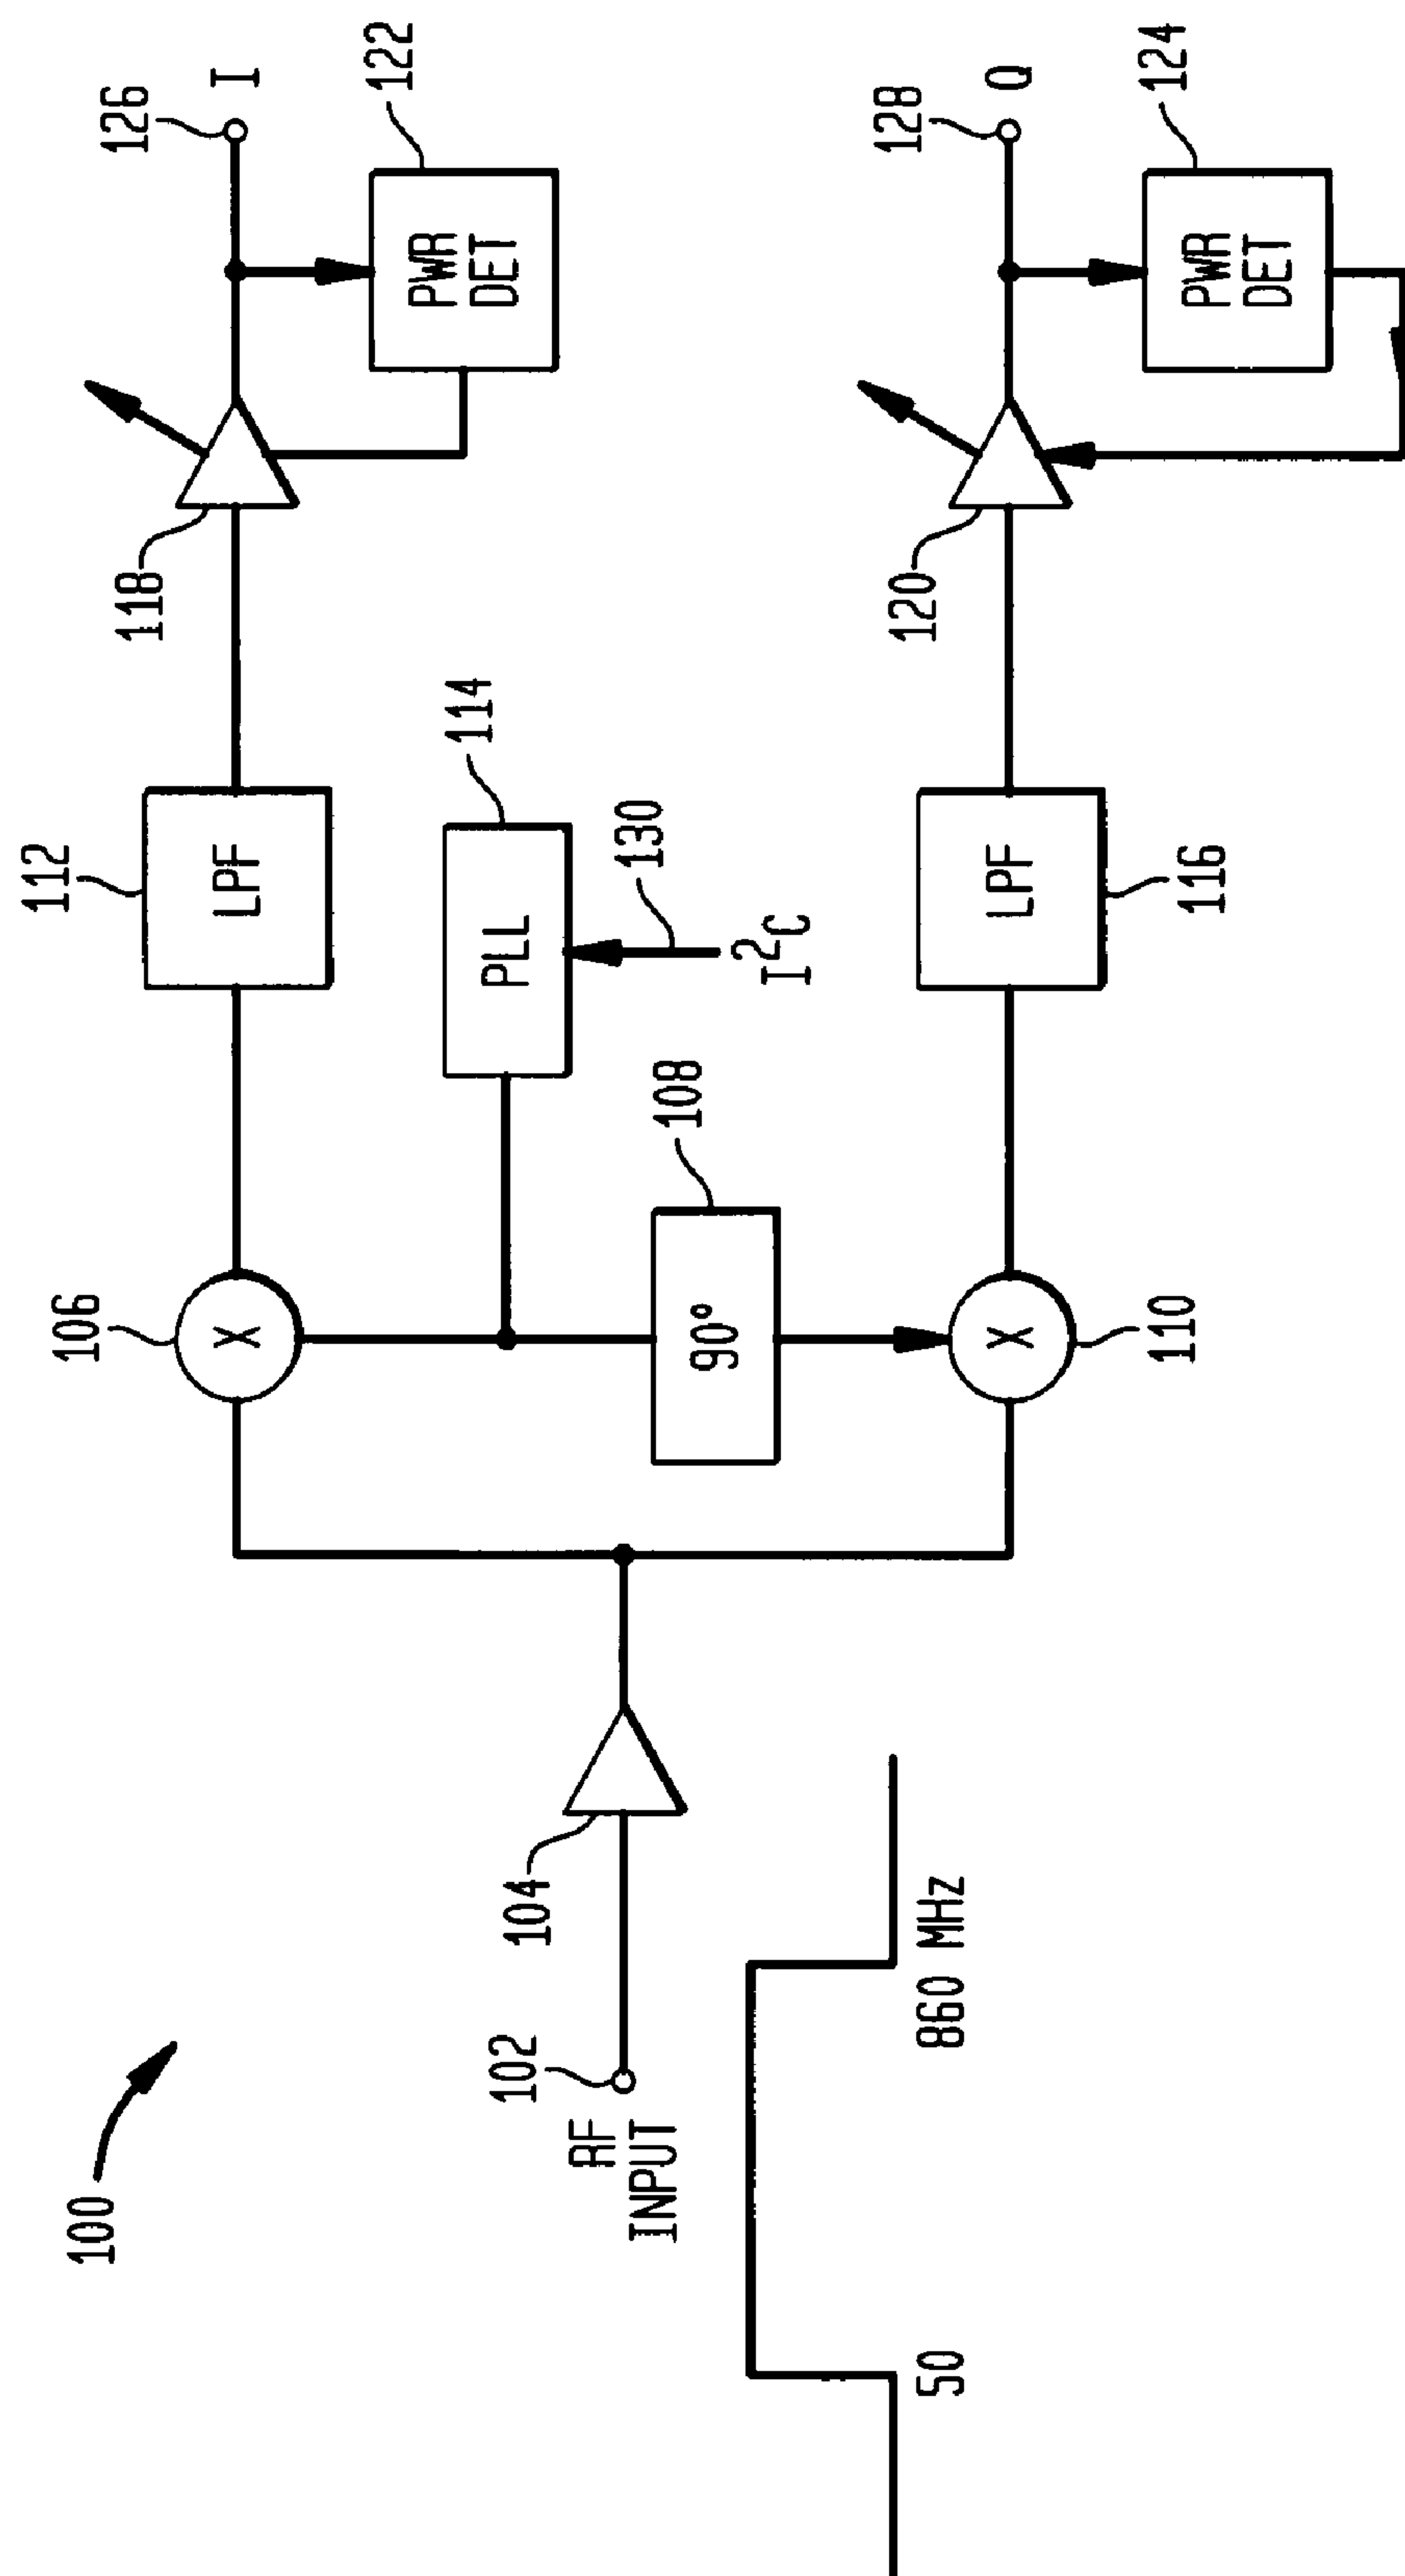 100
RF
INPUT
102
104
50
860 MHz
106
108
90°
110
X
X
112
LPF
114
PLL
130
I²C
LPF
116
118
120
PWR
DET
122
126
I
PWR
DET
124
128
Q